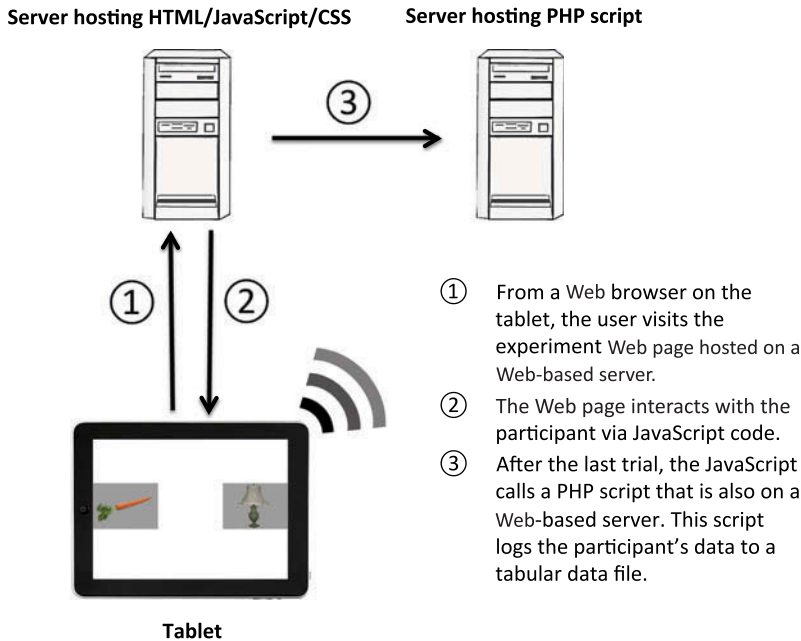 Server hosting HTML/JavaScript/CSS
Server hosting PHP script
3
1
2
1 From a Web browser on the
tablet, the user visits the
experiment Web page hosted on a
Web-based server.
2 The Web page interacts with the
participant via JavaScript code.
3 After the last trial, the JavaScript
calls a PHP script that is also on a
Web-based server. This script
logs the participant's data to a
tabular data file.
Tablet